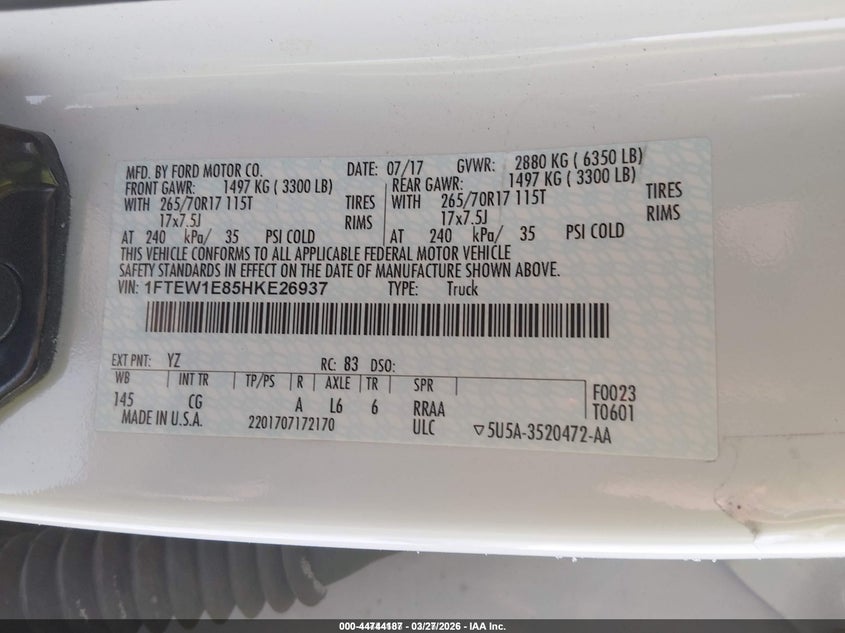 MFD. BY FORD MOTOR CO. DATE: 07/17 GVWR: 2880 KG ( 6350 LB)
FRONT GAWR: 1497 KG ( 3300 LB) REAR GAWR: 1497 KG ( 3300 LB)
WITH 265/70R17 115T TIRES WITH 265/70R17 115T TIRES
17x7.5J RIMS 17x7.5J RIMS
AT 240 kPa/ 35 PSI COLD AT 240 kPa/ 35 PSI COLD
THIS VEHICLE CONFORMS TO ALL APPLICABLE FEDERAL MOTOR VEHICLE
SAFETY STANDARDS IN EFFECT ON THE DATE OF MANUFACTURE SHOWN ABOVE.
VIN: 1FTEW1E85HKE26937 TYPE: Truck
EXT PNT: YZ RC: 83 DSO:
WB INT TR TP/PS R AXLE TR SPR
145 CG A L6 6 RRAA F0023
T0601
MADE IN U.S.A. 2201707172170 ULC ▽5U5A-3520472-AA
03/27/2026 - IAA Inc.